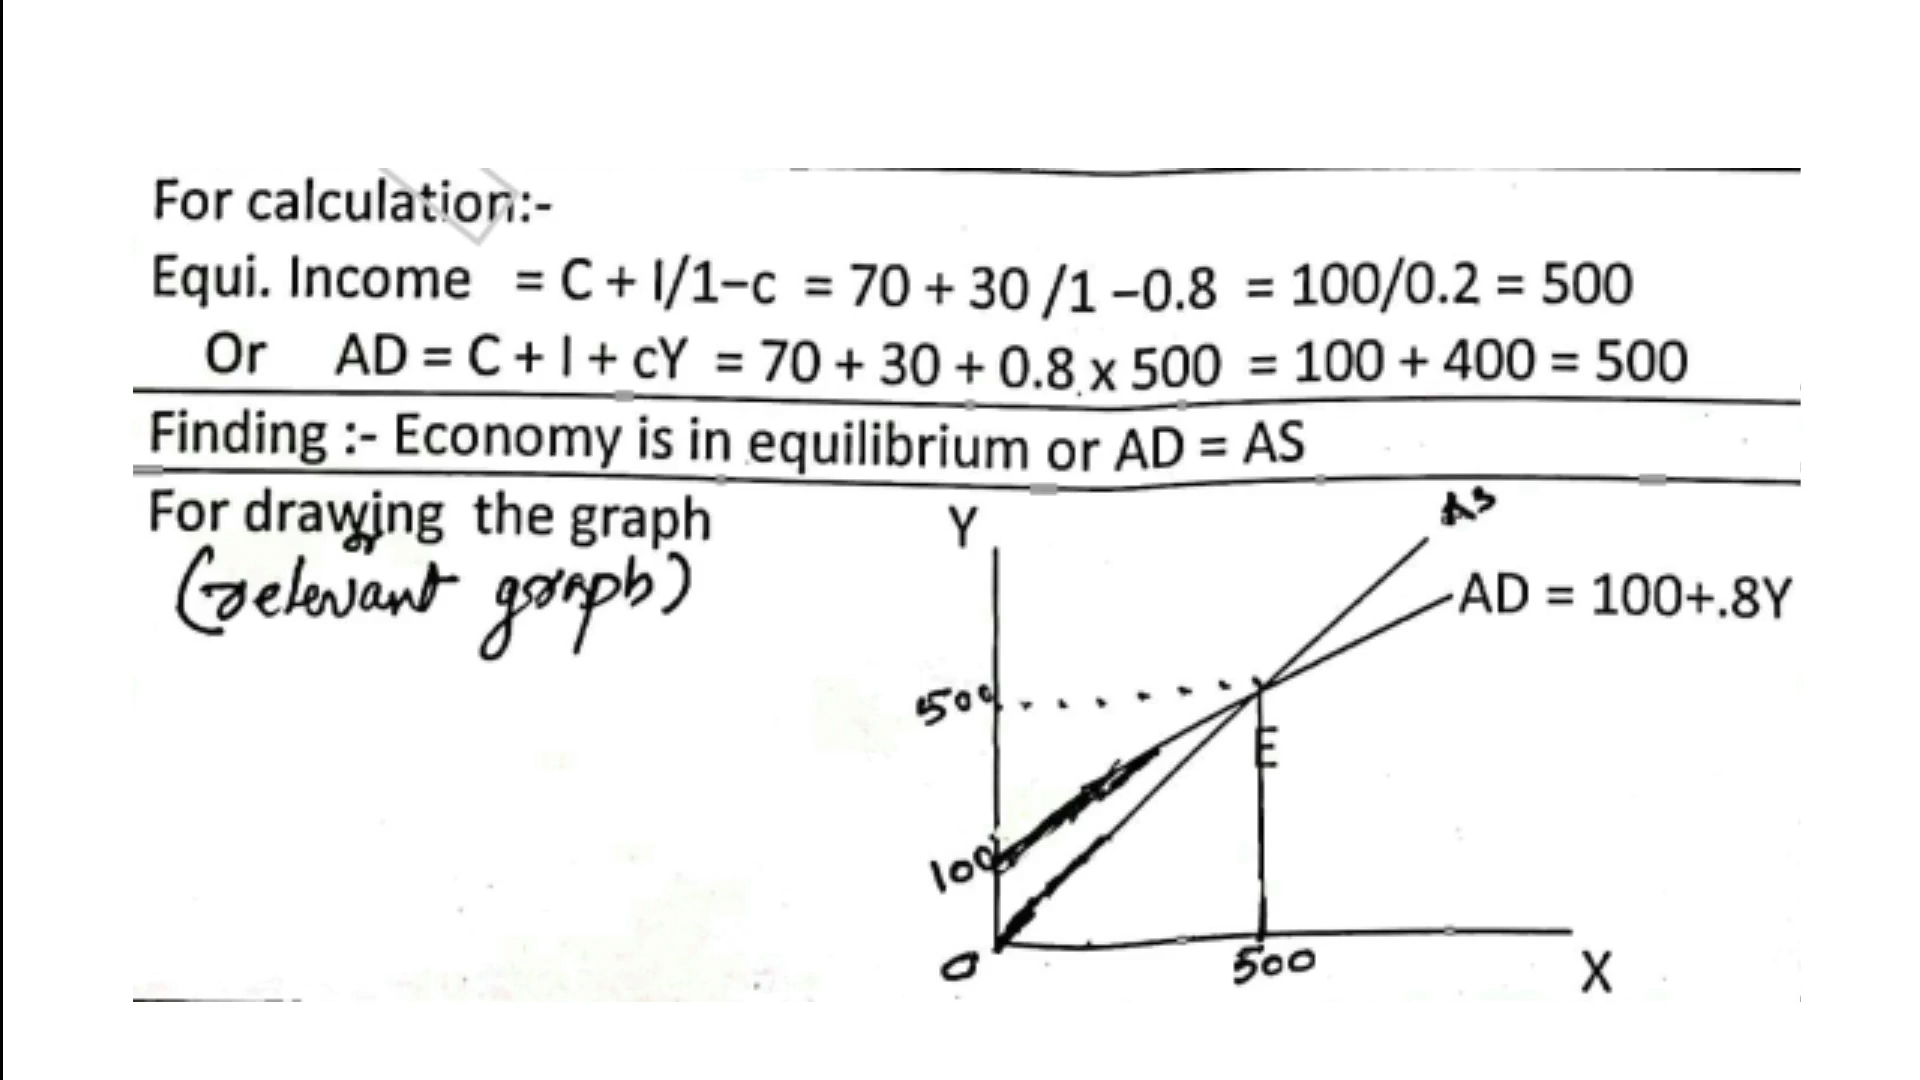 For calculation:-
Equi. Income = C + I/1–c = 70 + 30 /1 –0.8 = 100/0.2 = 500
Or AD = C + I + cY = 70 + 30 + 0.8 x 500 = 100 + 400 = 500
Finding :- Economy is in equilibrium or AD = AS
For drawing the graph
(relevant graph)
Y
AS
AD = 100+.8Y
500
E
100
O
500
X